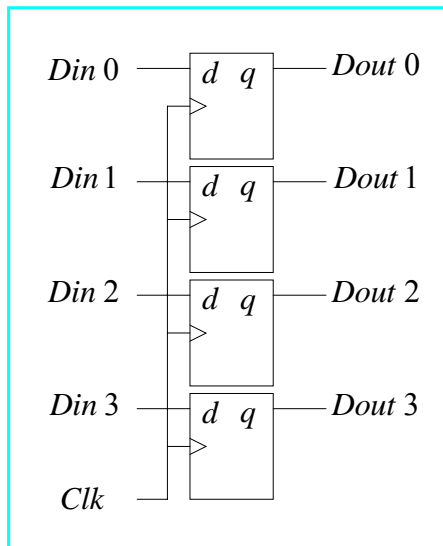 Din 0 d q Dout 0
Din 1 d q Dout 1
Din 2 d q Dout 2
Din 3 d q Dout 3
Clk